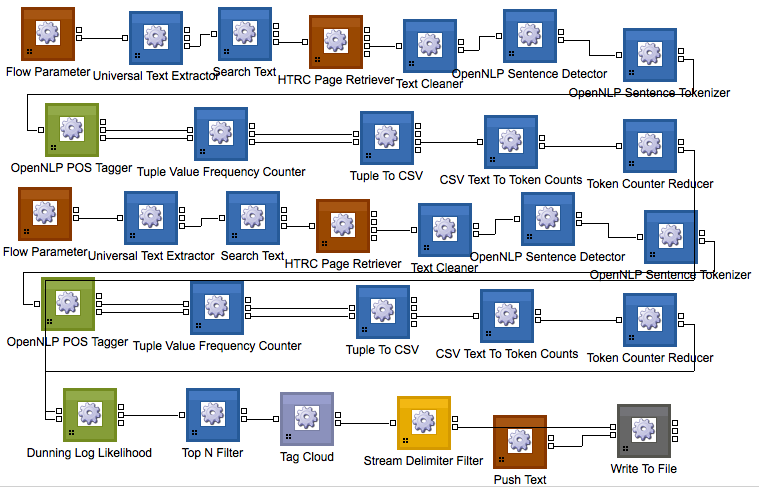 Flow Parameter
Universal Text Extractor
Search Text
HTRC Page Retriever
Text Cleaner
OpenNLP Sentence Detector
OpenNLP Sentence Tokenizer
OpenNLP POS Tagger
Tuple Value Frequency Counter
Tuple To CSV
CSV Text To Token Counts
Token Counter Reducer
Flow Parameter
Universal Text Extractor
Search Text
HTRC Page Retriever
Text Cleaner
OpenNLP Sentence Detector
OpenNLP Sentence Tokenizer
OpenNLP POS Tagger
Tuple Value Frequency Counter
Tuple To CSV
CSV Text To Token Counts
Token Counter Reducer
Dunning Log Likelihood
Top N Filter
Tag Cloud
Stream Delimiter Filter
Push Text
Write To File